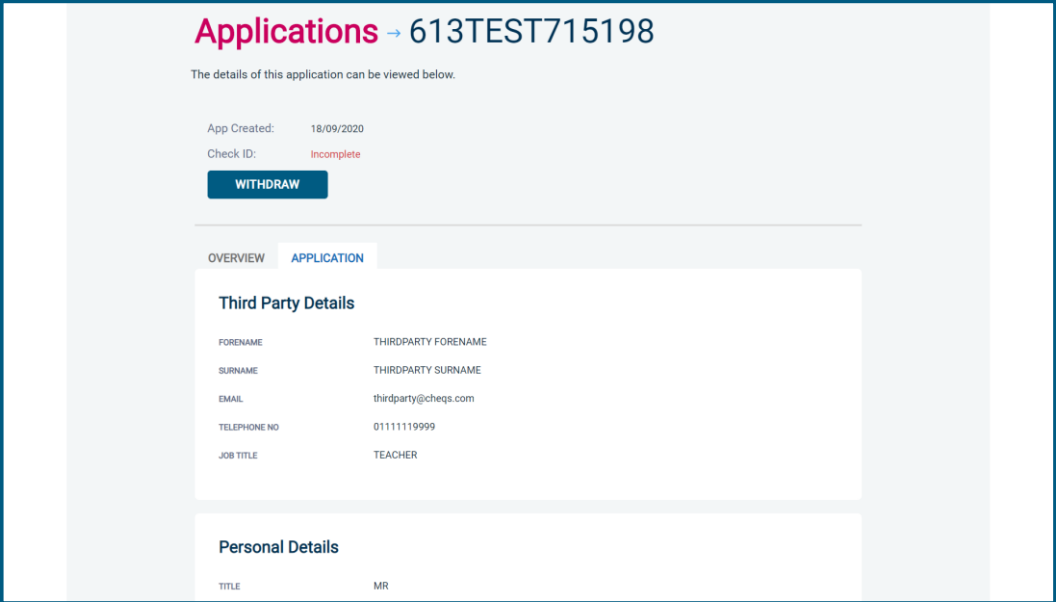 Applications → 613TEST715198
The details of this application can be viewed below.
App Created: 18/09/2020
Check ID: Incomplete
WITHDRAW
OVERVIEW APPLICATION
Third Party Details
FORENAME THIRDPARTY FORENAME
SURNAME THIRDPARTY SURNAME
EMAIL thirdparty@cheqs.com
TELEPHONE NO 01111119999
JOB TITLE TEACHER
Personal Details
TITLE MR